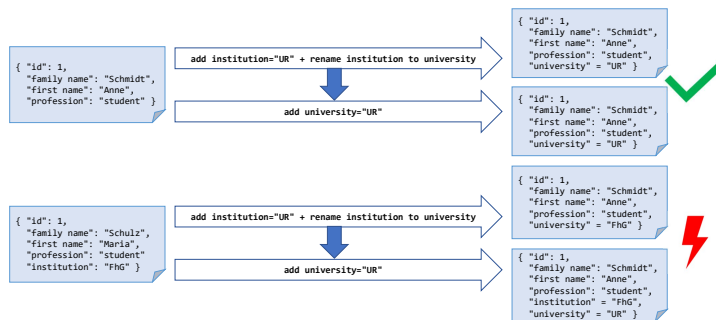 { "id": 1,
"family name": "Schmidt",
"first name": "Anne",
"profession": "student" }
add institution="UR" + rename institution to university
add university="UR"
{ "id": 1,
"family name": "Schmidt",
"first name": "Anne",
"profession": "student",
"university" = "UR" }
{ "id": 1,
"family name": "Schmidt",
"first name": "Anne",
"profession": "student",
"university" = "UR" }
{ "id": 1,
"family name": "Schulz",
"first name": "Maria",
"profession": "student"
"institution": "FhG" }
add institution="UR" + rename institution to university
add university="UR"
{ "id": 1,
"family name": "Schmidt",
"first name": "Anne",
"profession": "student",
"university" = "FhG" }
{ "id": 1,
"family name": "Schmidt",
"first name": "Anne",
"profession": "student",
"institution" = "FhG",
"university" = "UR" }